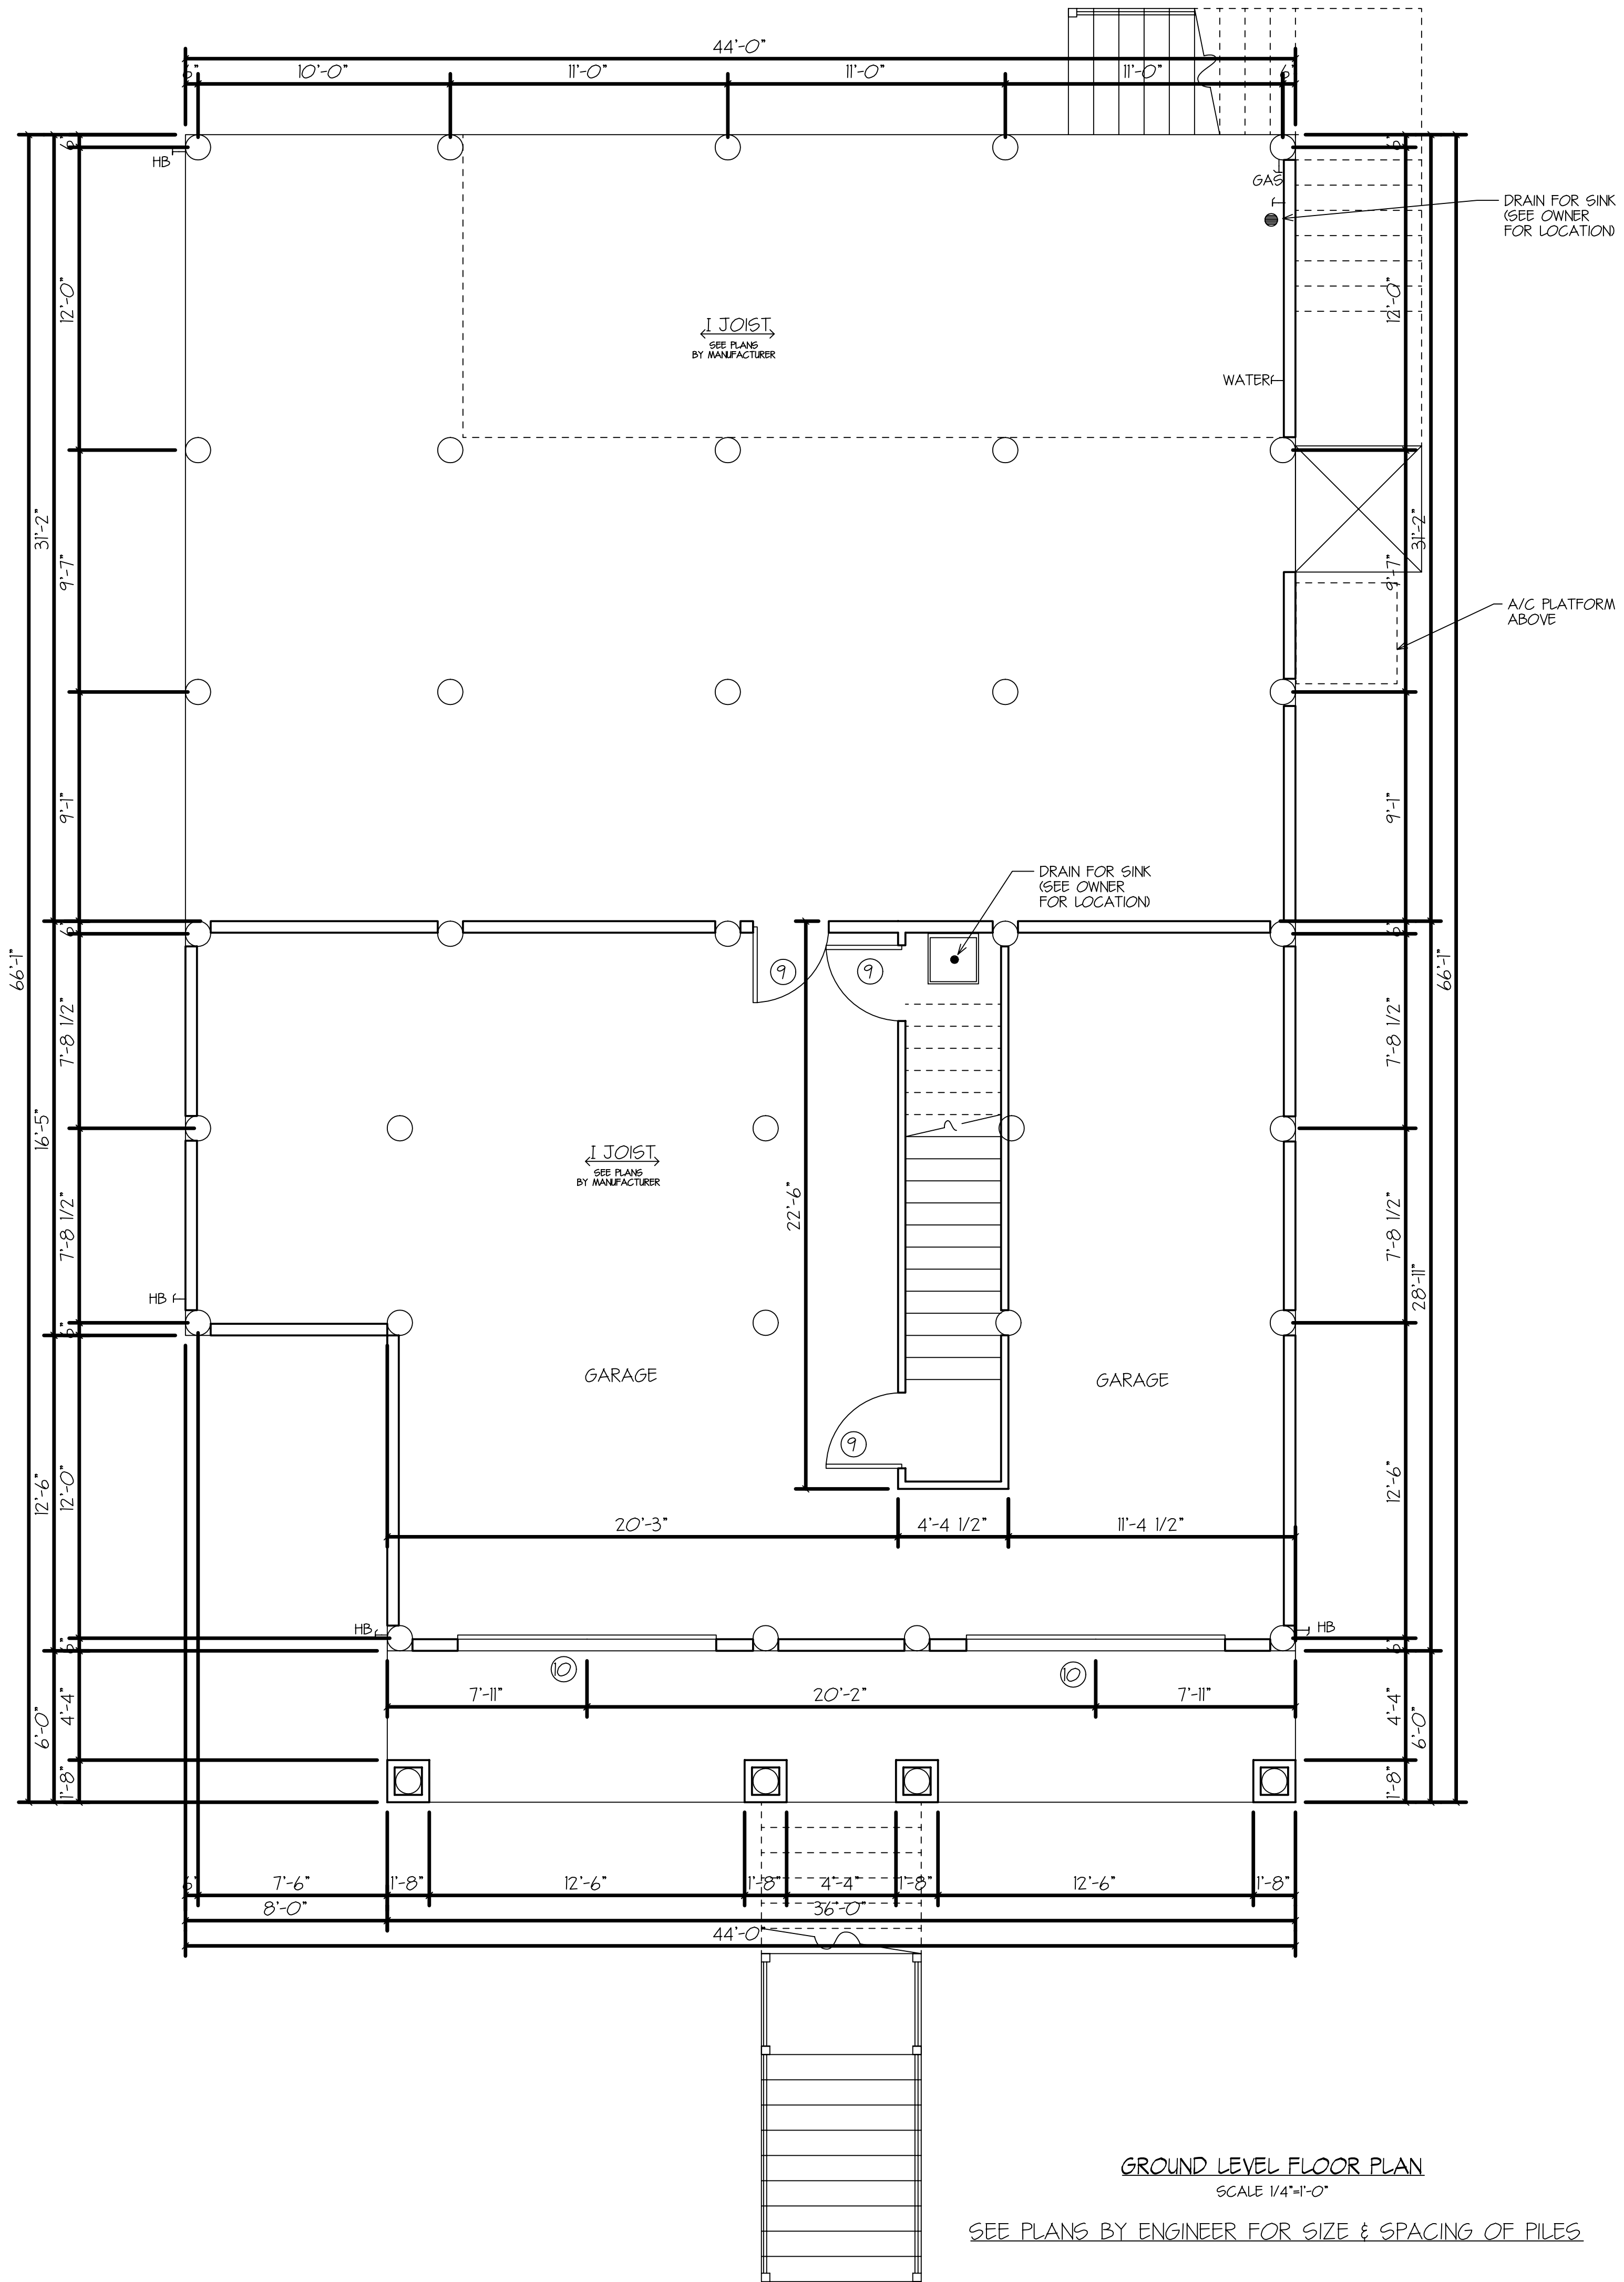 44'-0"
6"
10'-0"
11'-0"
11'-0"
11'-0"
6"
6"
6"
HB
GAS
DRAIN FOR SINK
(SEE OWNER
FOR LOCATION)
12'-0"
12'-0"
I JOIST
SEE PLANS
BY MANUFACTURER
WATER
31'-2"
9'-7"
9'-7"
31'-2"
A/C PLATFORM
ABOVE
9'-1"
9'-1"
DRAIN FOR SINK
(SEE OWNER
FOR LOCATION)
6"
6"
66'-1"
66'-1"
9
9
7'-8 1/2"
7'-8 1/2"
16'-5"
I JOIST
SEE PLANS
BY MANUFACTURER
22'-6"
7'-8 1/2"
7'-8 1/2"
28'-11"
HB
6"
GARAGE
GARAGE
9
12'-6"
12'-0"
12'-6"
20'-3"
4'-4 1/2"
11'-4 1/2"
HB
HB
6"
6"
10
10
7'-11"
20'-2"
7'-11"
6'-0"
4'-4"
4'-4"
6'-0"
1'-8"
1'-8"
6"
7'-6"
1'-8"
12'-6"
1'-8"
4'-4"
1'-8"
12'-6"
1'-8"
8'-0"
36'-0"
44'-0"
GROUND LEVEL FLOOR PLAN
SCALE 1/4"=1'-0"
SEE PLANS BY ENGINEER FOR SIZE & SPACING OF PILES